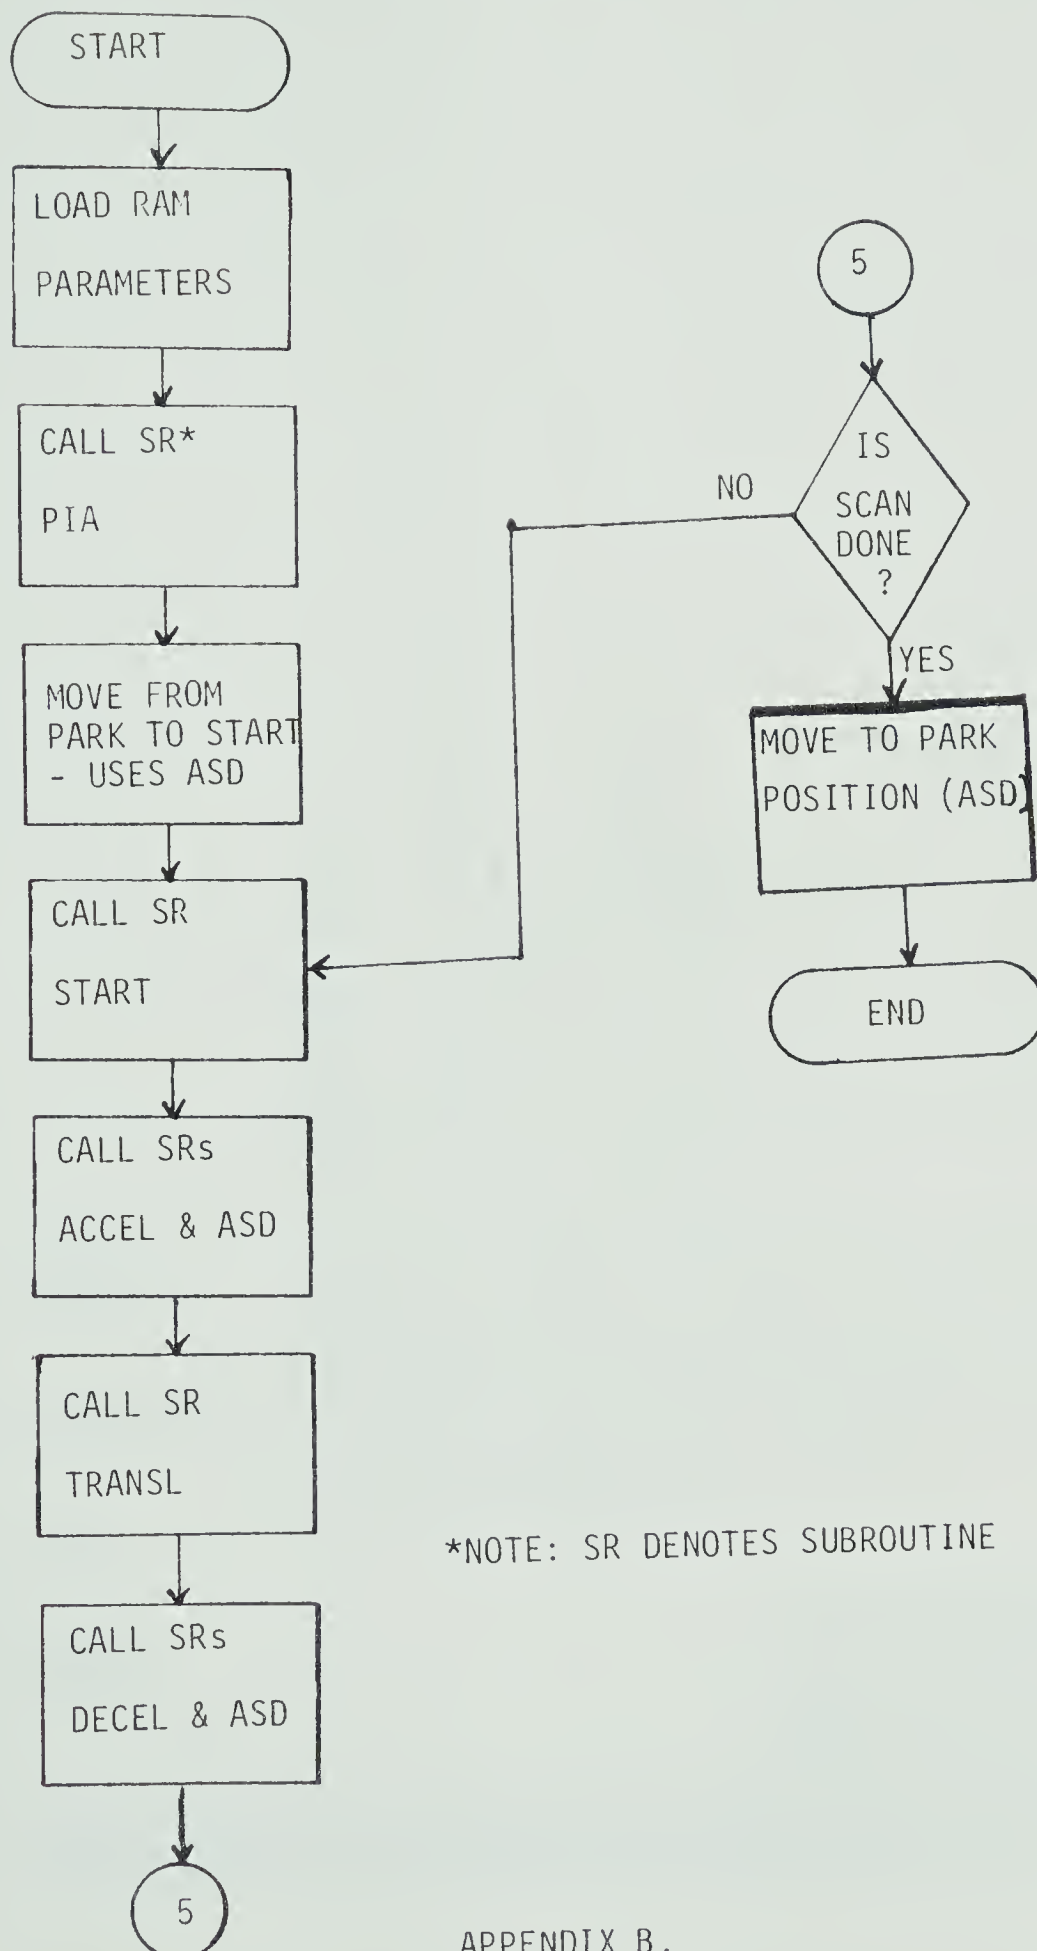 START
LOAD RAM
PARAMETERS
CALL SR*
PIA
MOVE FROM
PARK TO START
- USES ASD
CALL SR
START
CALL SRs
ACCEL & ASD
CALL SR
TRANSL
CALL SRs
DECEL & ASD
5
5
IS
SCAN
DONE
?
NO
YES
MOVE TO PARK
POSITION (ASD)
END
*NOTE: SR DENOTES SUBROUTINE
APPENDIX B.